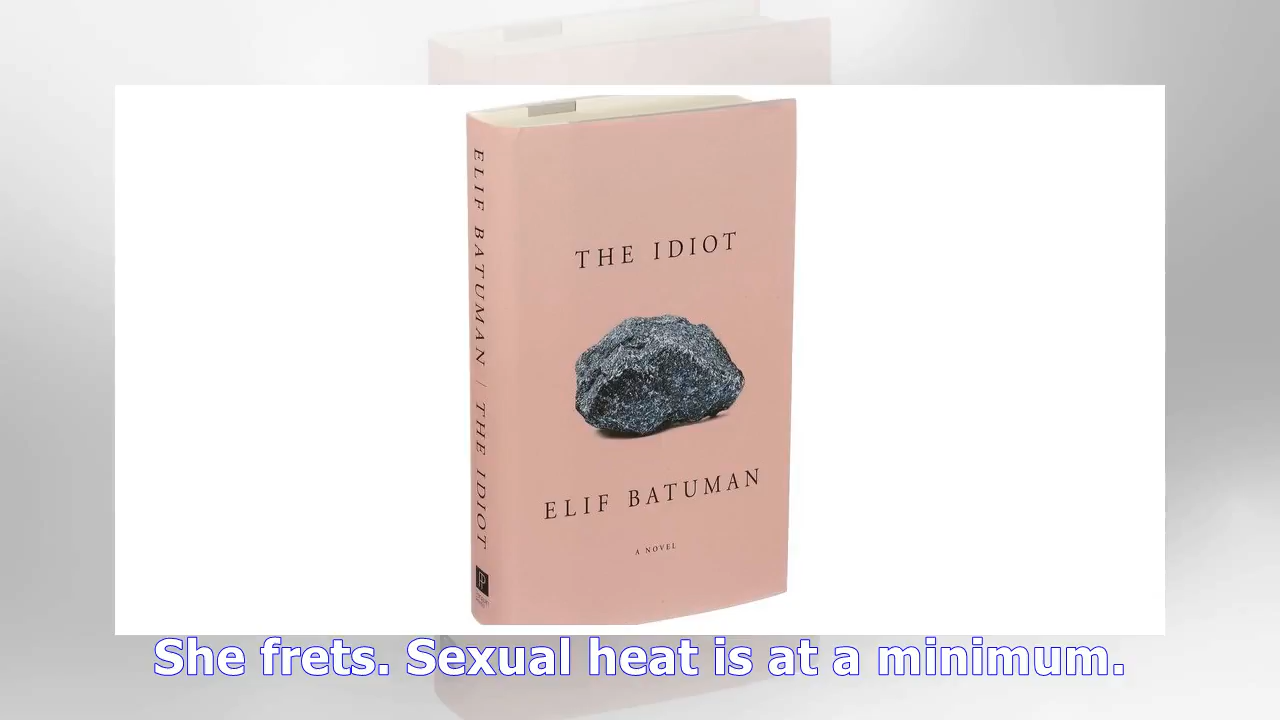 ELIF BATUMAN | THE IDIOT
THE IDIOT
ELIF BATUMAN
A NOVEL
She frets. Sexual heat is at a minimum.